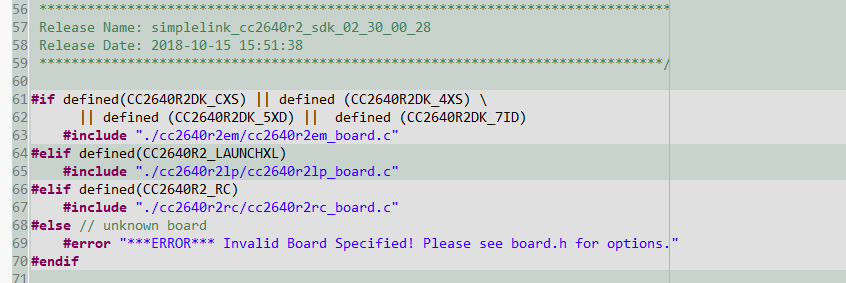 56 *******************************************************************************
57 Release Name: simplelink_cc2640r2_sdk_02_30_00_28
58 Release Date: 2018-10-15 15:51:38
59 ******************************************************************************/
60
61 #if defined(CC2640R2DK_CXS) || defined (CC2640R2DK_4XS) \
62 || defined (CC2640R2DK_5XD) || defined (CC2640R2DK_7ID)
63 #include "./cc2640r2em/cc2640r2em_board.c"
64 #elif defined(CC2640R2_LAUNCHXL)
65 #include "./cc2640r2lp/cc2640r2lp_board.c"
66 #elif defined(CC2640R2_RC)
67 #include "./cc2640r2rc/cc2640r2rc_board.c"
68 #else // unknown board
69 #error "***ERROR*** Invalid Board Specified! Please see board.h for options."
70 #endif
71